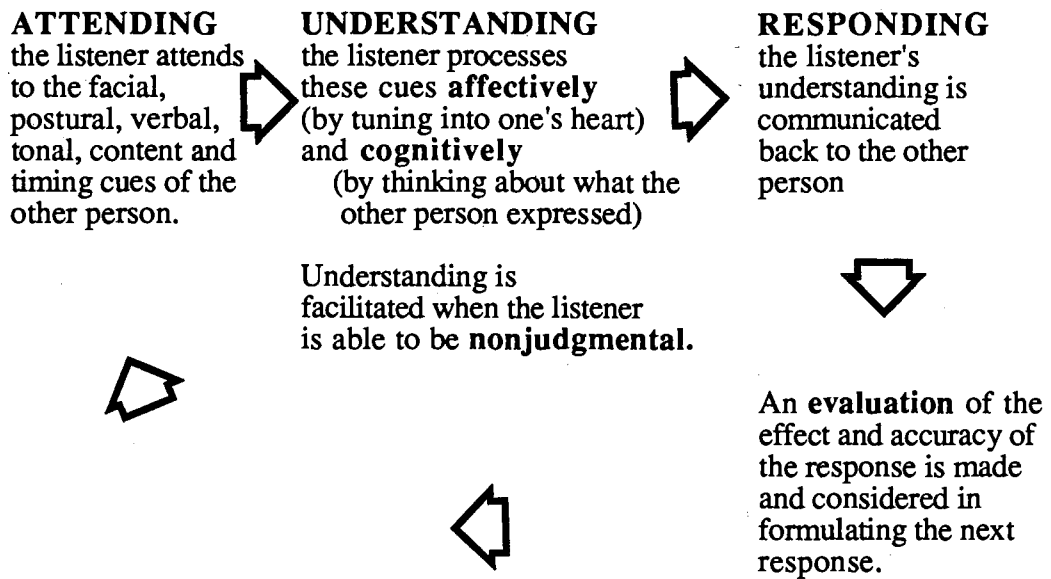 ATTENDING
the listener attends
to the facial,
postural, verbal,
tonal, content and
timing cues of the
other person.
UNDERSTANDING
the listener processes
these cues affectively
(by tuning into one's heart)
and cognitively
(by thinking about what the
other person expressed)
Understanding is
facilitated when the listener
is able to be nonjudgmental.
RESPONDING
the listener's
understanding is
communicated
back to the other
person
An evaluation of the
effect and accuracy of
the response is made
and considered in
formulating the next
response.